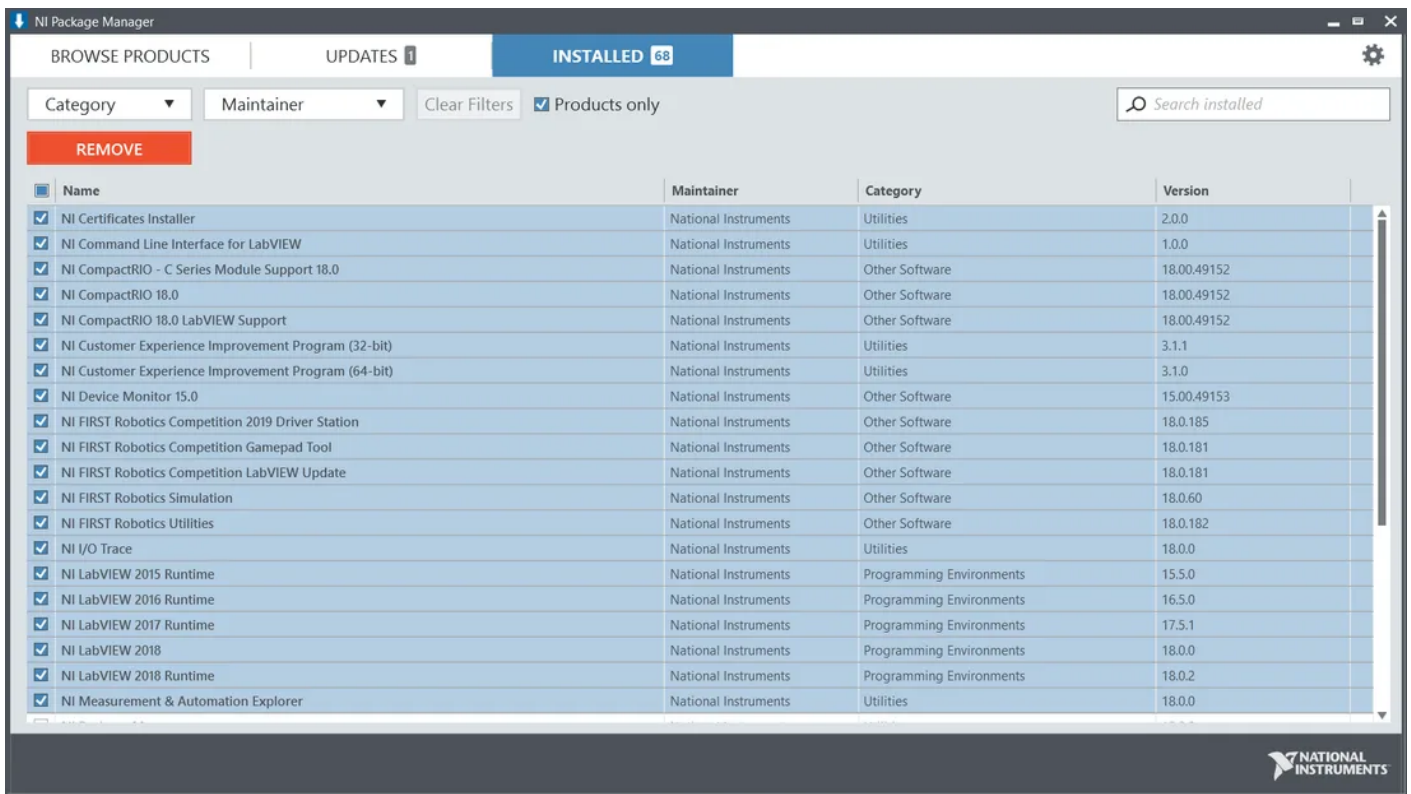 NI Package Manager
BROWSE PRODUCTS UPDATES 1 INSTALLED 68
Category Maintainer Clear Filters Products only Search installed
REMOVE
Name Maintainer Category Version
NI Certificates Installer National Instruments Utilities 2.0.0
NI Command Line Interface for LabVIEW National Instruments Utilities 1.0.0
NI CompactRIO - C Series Module Support 18.0 National Instruments Other Software 18.00.49152
NI CompactRIO 18.0 National Instruments Other Software 18.00.49152
NI CompactRIO 18.0 LabVIEW Support National Instruments Other Software 18.00.49152
NI Customer Experience Improvement Program (32-bit) National Instruments Utilities 3.1.1
NI Customer Experience Improvement Program (64-bit) National Instruments Utilities 3.1.0
NI Device Monitor 15.0 National Instruments Other Software 15.00.49153
NI FIRST Robotics Competition 2019 Driver Station National Instruments Other Software 18.0.185
NI FIRST Robotics Competition Gamepad Tool National Instruments Other Software 18.0.181
NI FIRST Robotics Competition LabVIEW Update National Instruments Other Software 18.0.181
NI FIRST Robotics Simulation National Instruments Other Software 18.0.60
NI FIRST Robotics Utilities National Instruments Other Software 18.0.182
NI I/O Trace National Instruments Utilities 18.0.0
NI LabVIEW 2015 Runtime National Instruments Programming Environments 15.5.0
NI LabVIEW 2016 Runtime National Instruments Programming Environments 16.5.0
NI LabVIEW 2017 Runtime National Instruments Programming Environments 17.5.1
NI LabVIEW 2018 National Instruments Programming Environments 18.0.0
NI LabVIEW 2018 Runtime National Instruments Programming Environments 18.0.2
NI Measurement & Automation Explorer National Instruments Utilities 18.0.0
NATIONAL
INSTRUMENTS